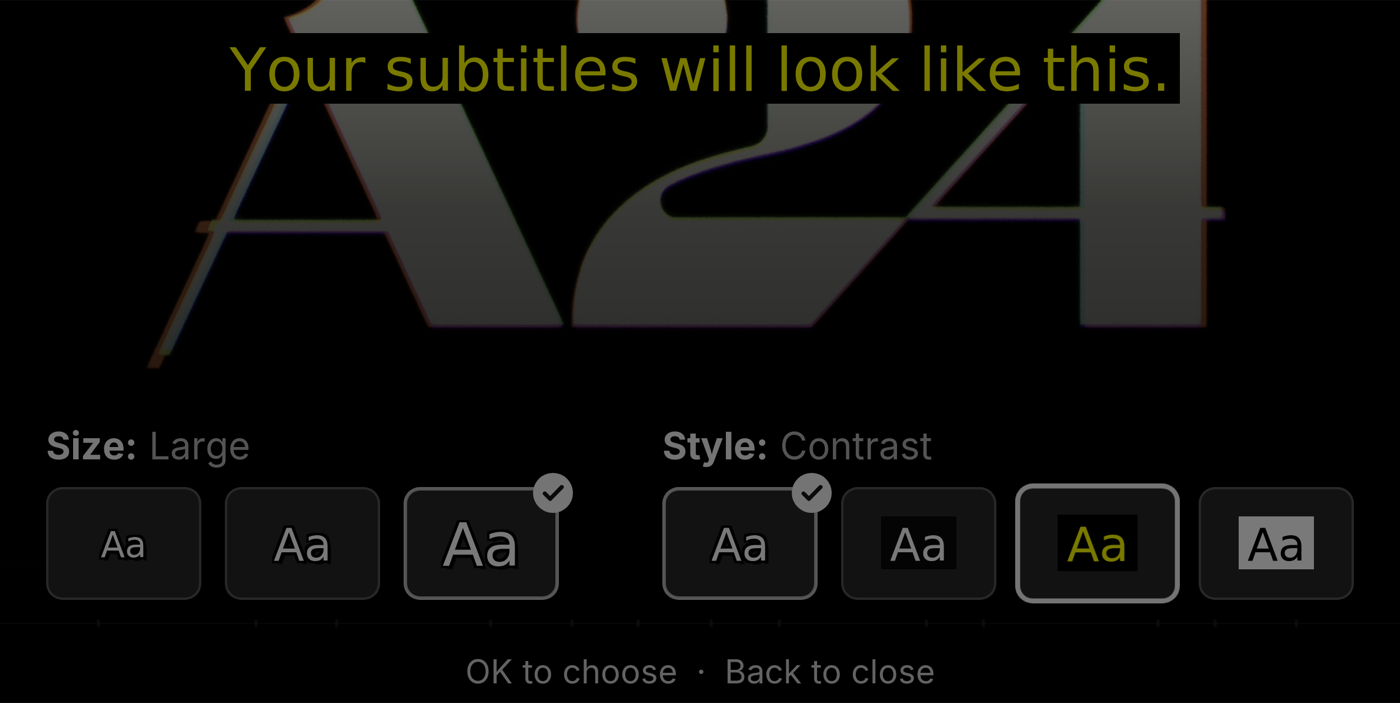 A24
Your subtitles will look like this.
Size: Large
Style: Contrast
Aa
Aa
Aa
Aa
Aa
Aa
Aa
OK to choose · Back to close